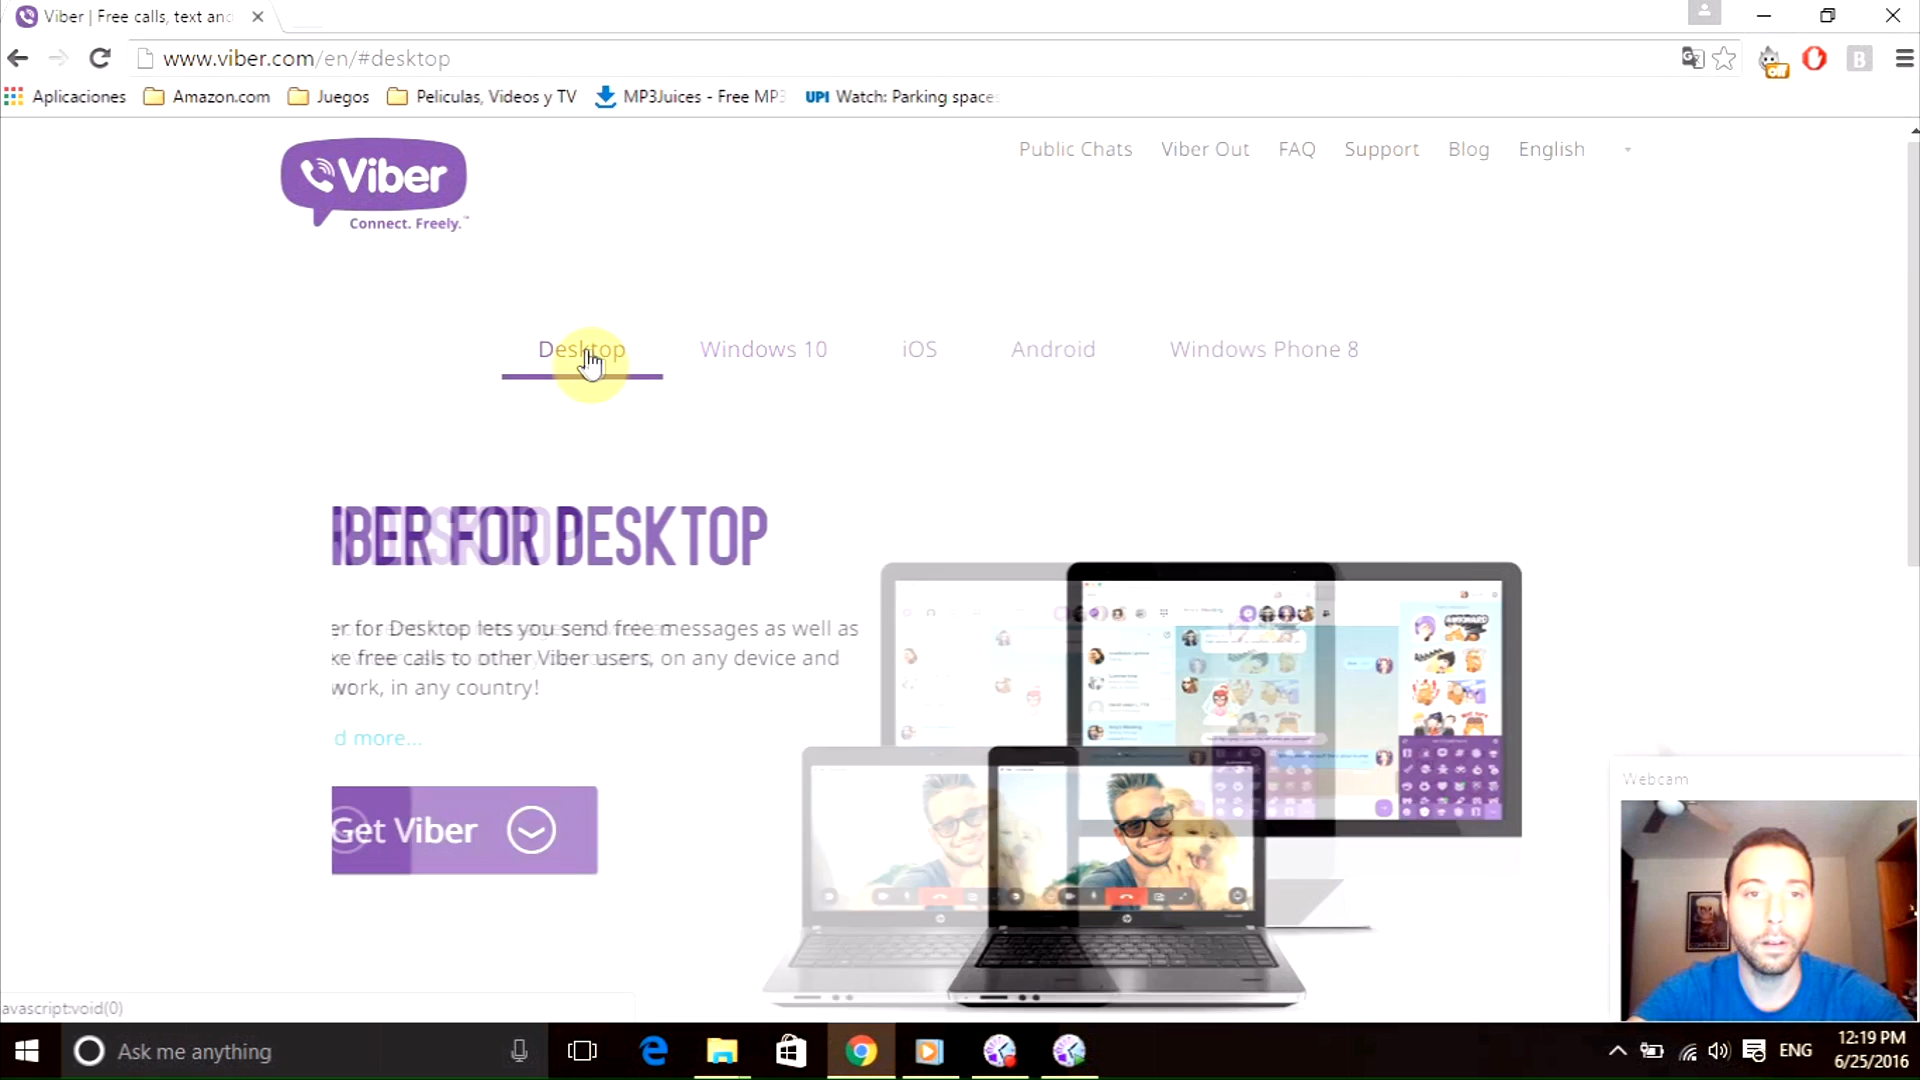 Viber | Free calls, text and
www.viber.com/en/#desktop
Aplicaciones
Amazon.com
Juegos
Peliculas, Videos y TV
MP3Juices - Free MP3
UPI Watch: Parking spaces
off
B
Viber
Connect. Freely.™
Public Chats
Viber Out
FAQ
Support
Blog
English
Desktop
Windows 10
iOS
Android
Windows Phone 8
IBER FOR DESKTOP
er for Desktop lets you send free messages as well as
ke free calls to other Viber users, on any device and
work, in any country!
d more...
Get Viber
AWKWARD
Webcam
avascript:void(0)
Ask me anything
ENG
12:19 PM
6/25/2016